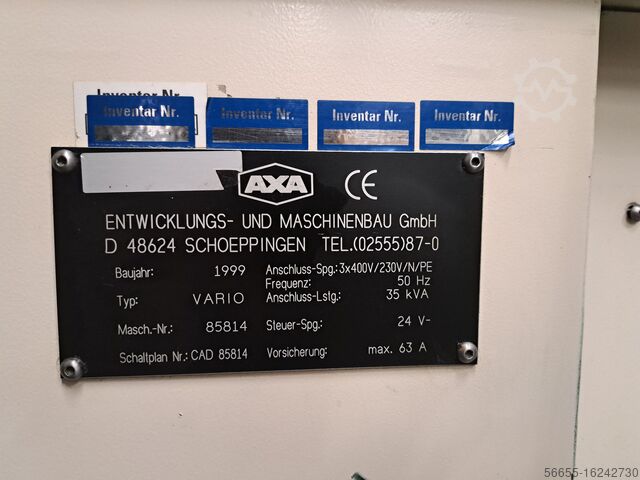 Inventar Nr.
Inventar Nr. Inventar Nr. Inventar Nr. Inventar Nr.
AXA CE
ENTWICKLUNGS- UND MASCHINENBAU GmbH
D 48624 SCHOEPPINGEN TEL.(02555)87-0
Baujahr: 1999 Anschluss-Spg.:3x400V/230V/N/PE
Frequenz: 50 Hz
Typ: VARIO Anschluss-Lstg.: 35 kVA
Masch.-Nr.: 85814 Steuer-Spg.: 24 V-
Schaltplan Nr.: CAD 85814 Vorsicherung: max. 63 A
56655-16242730